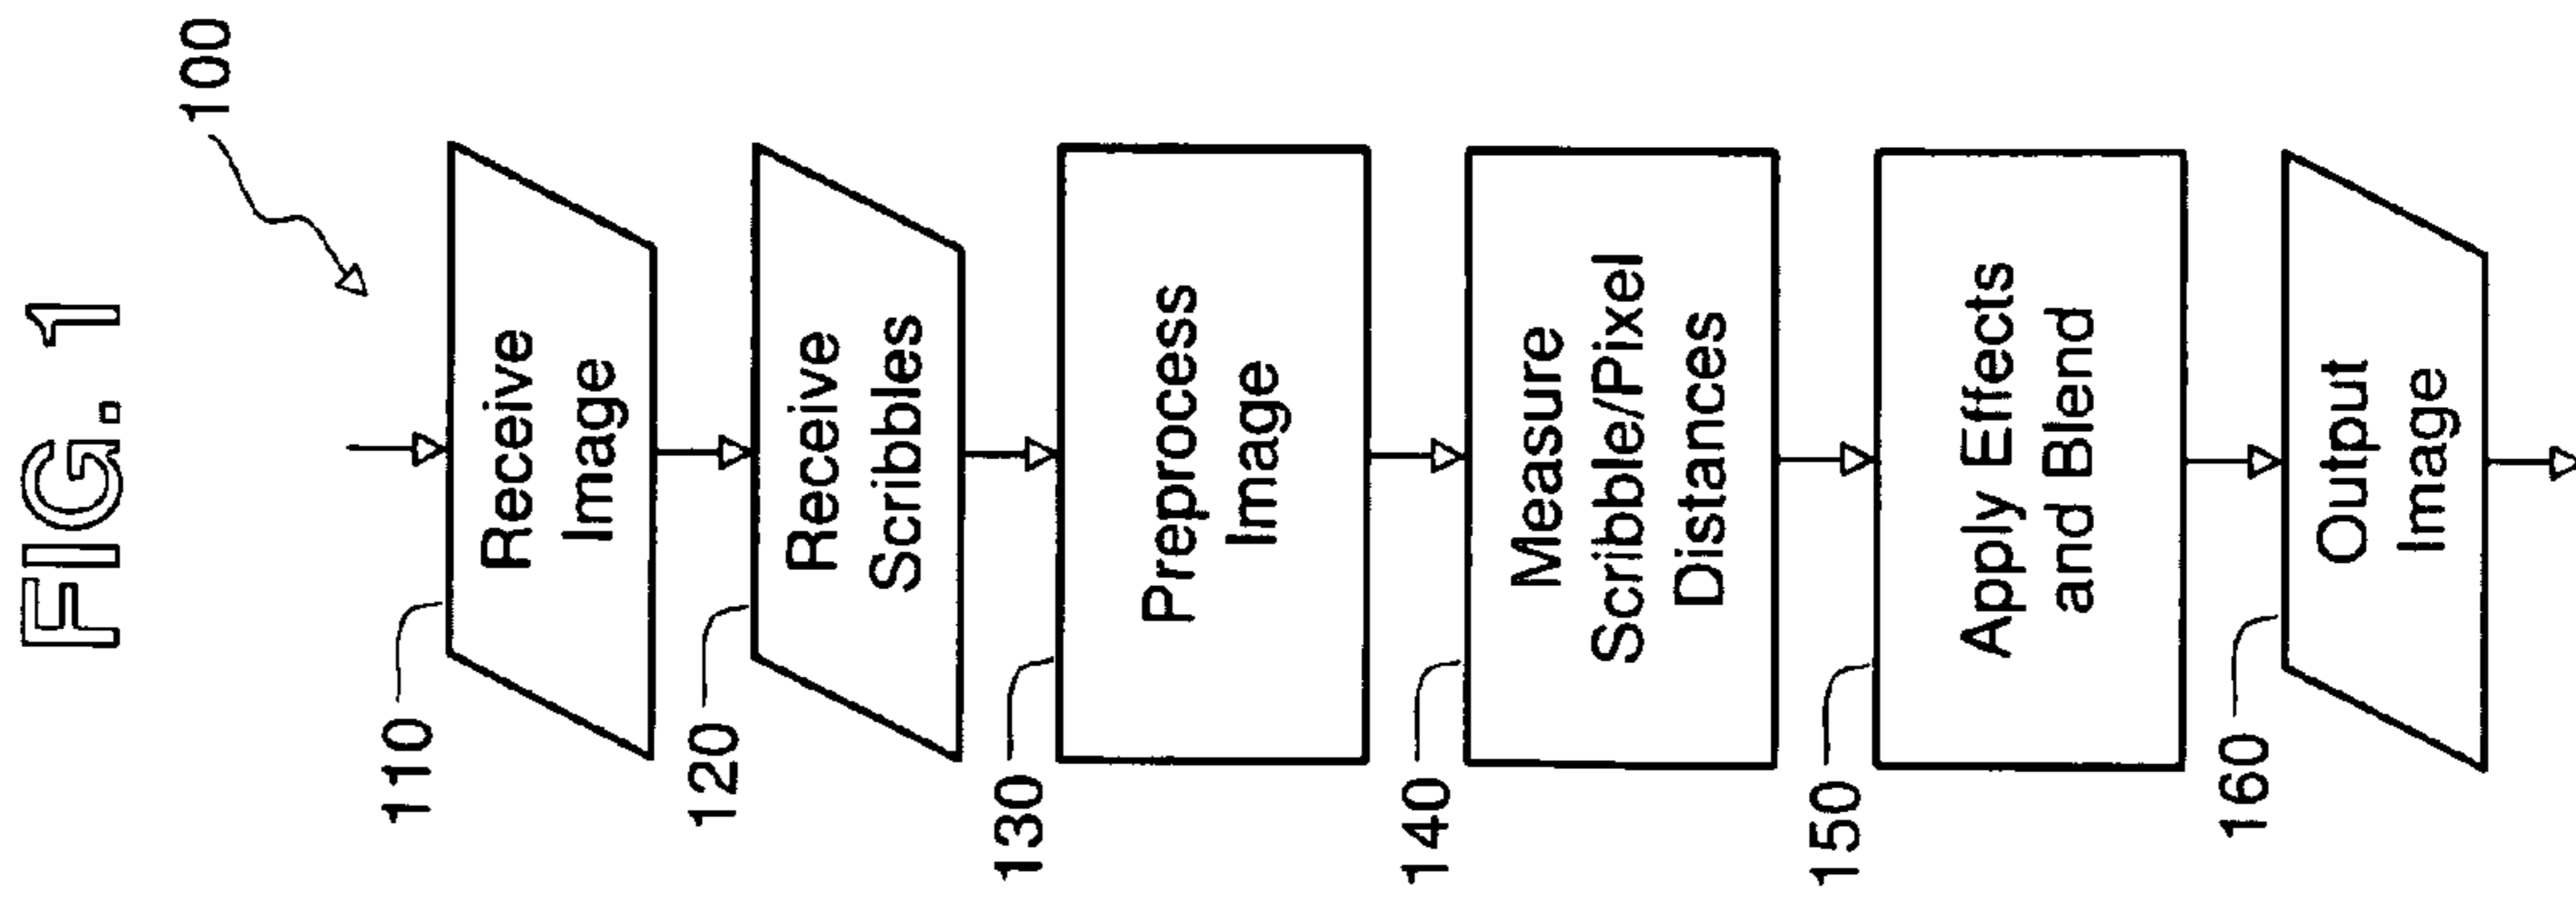 FIG. 1
100
110
Receive
Image
120
Receive
Scribbles
130
Preprocess
Image
140
Measure
Scribble/Pixel
Distances
150
Apply Effects
and Blend
160
Output
Image